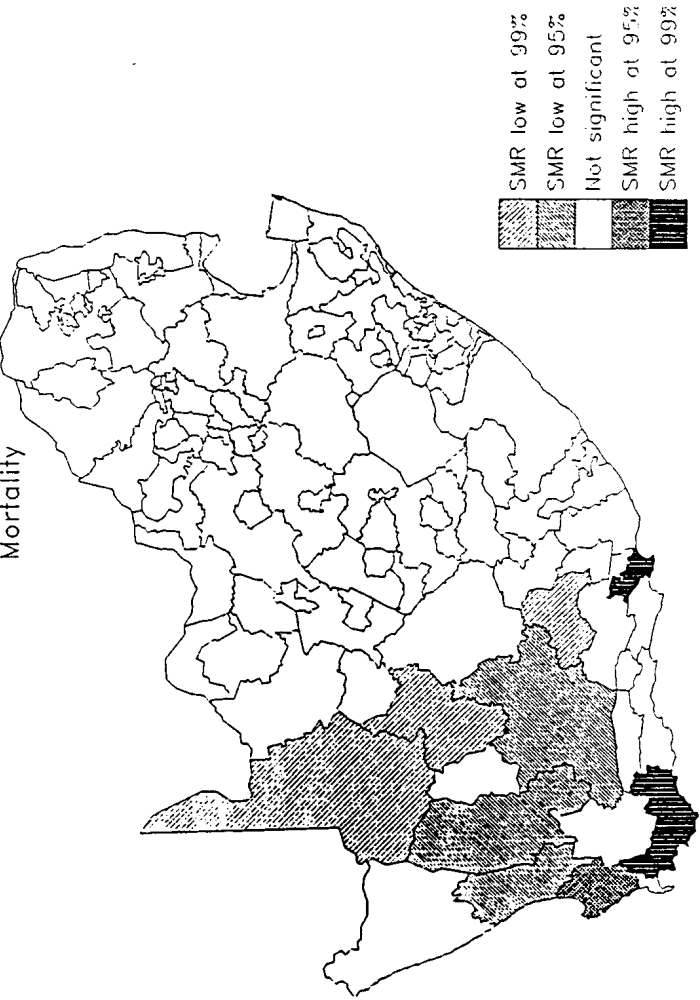 Mortality
SMR low at 99%
SMR low at 95%
Not significant
SMR high at 95%
SMR high at 99%